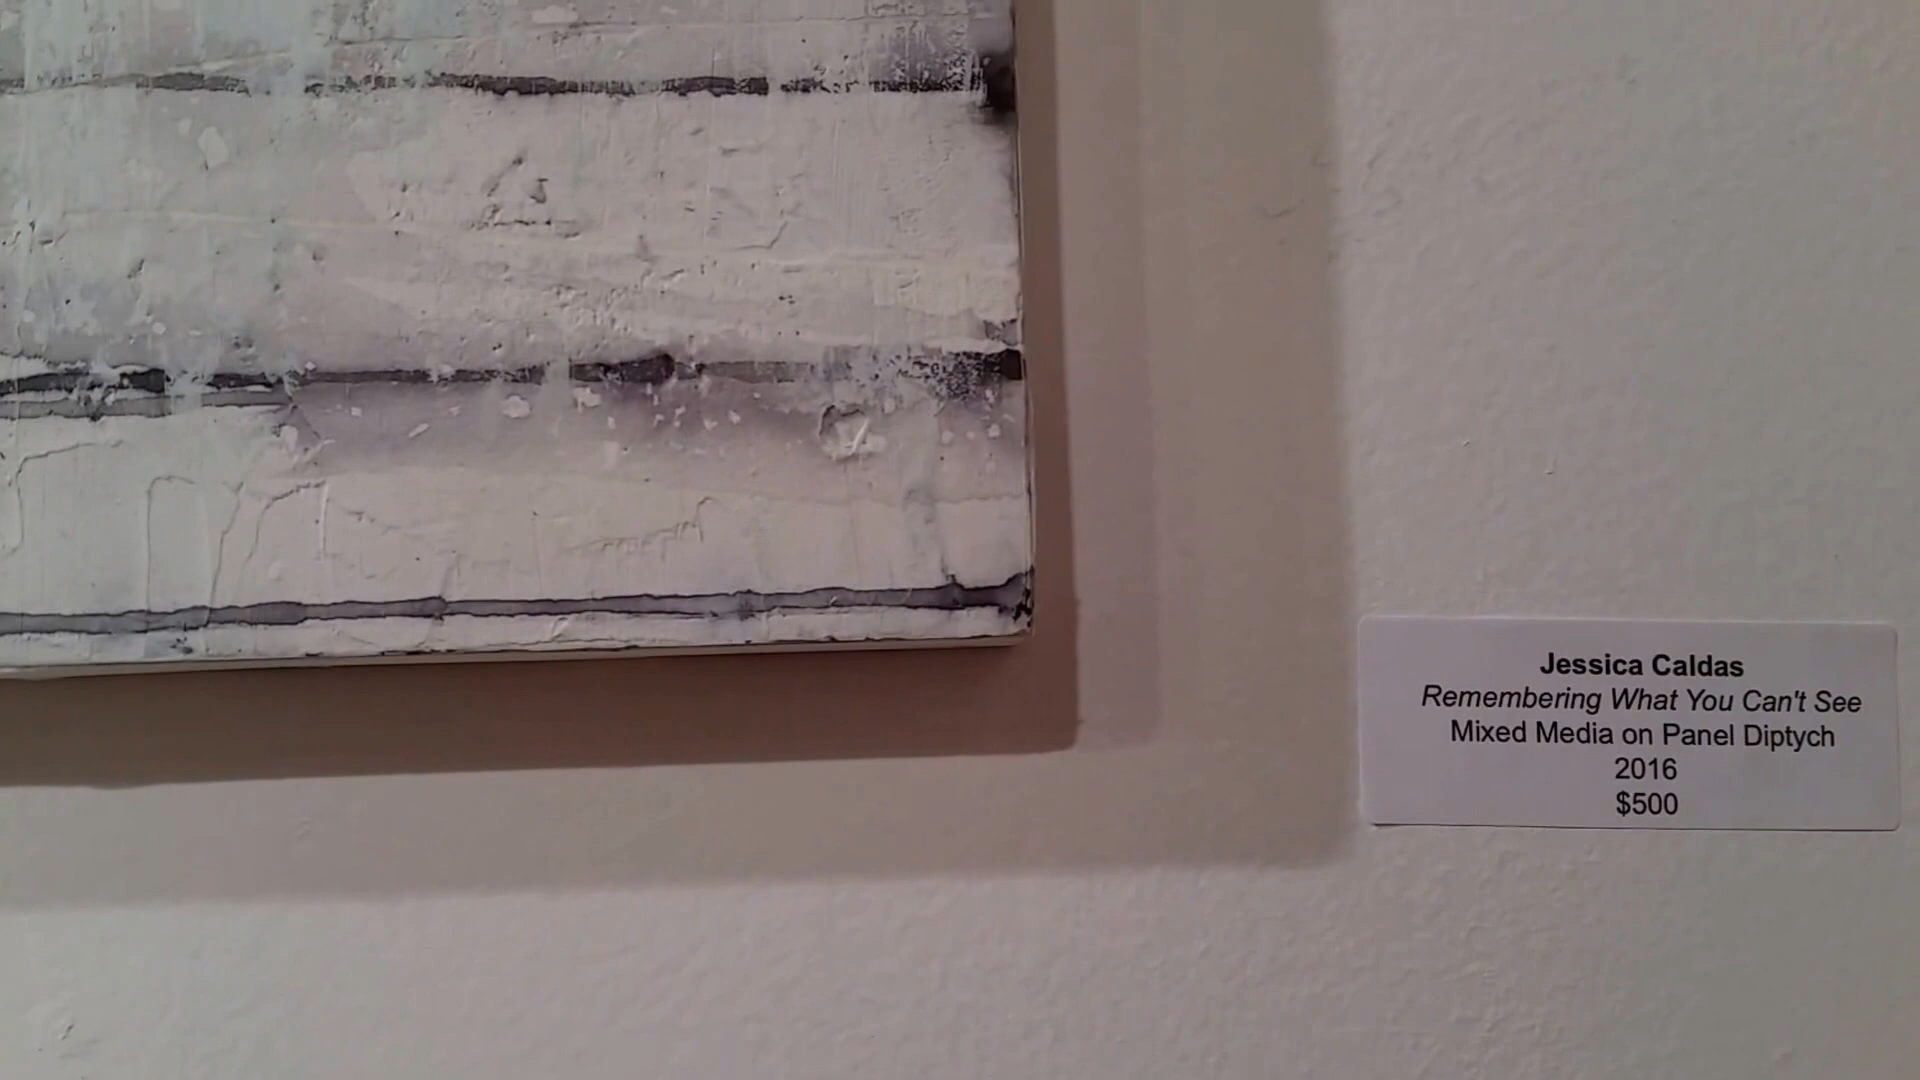 Jessica Caldas
Remembering What You Can't See
Mixed Media on Panel Diptych
2016
$500